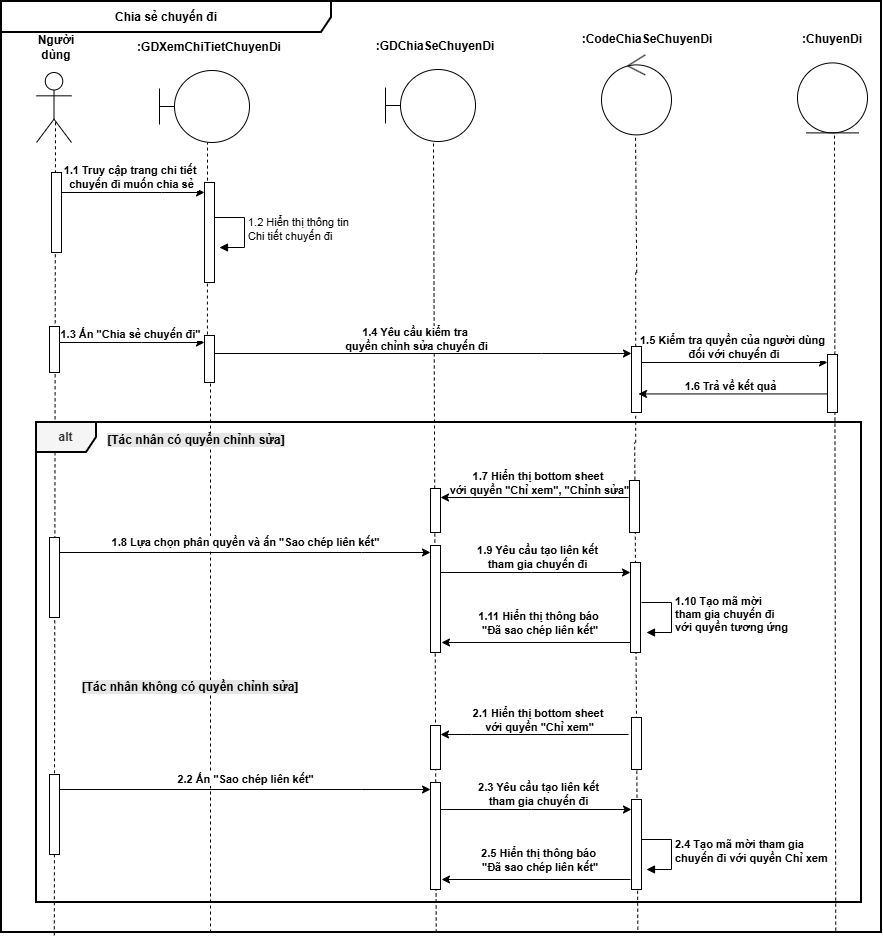 Chia sẻ chuyến đi
Người
dùng
:GDXemChiTietChuyenDi
:GDChiaSeChuyenDi
:CodeChiaSeChuyenDi
:ChuyenDi
1.1 Truy cập trang chi tiết
chuyến đi muốn chia sẻ
1.2 Hiển thị thông tin
Chi tiết chuyến đi
1.3 Ấn "Chia sẻ chuyến đi"
1.4 Yêu cầu kiểm tra
quyền chỉnh sửa chuyến đi
1.5 Kiểm tra quyền của người dùng
đối với chuyến đi
1.6 Trả về kết quả
alt
[Tác nhân có quyền chỉnh sửa]
1.7 Hiển thị bottom sheet
với quyền "Chỉ xem", "Chỉnh sửa"
1.8 Lựa chọn phân quyền và ấn "Sao chép liên kết"
1.9 Yêu cầu tạo liên kết
tham gia chuyến đi
1.10 Tạo mã mời
tham gia chuyến đi
với quyền tương ứng
1.11 Hiển thị thông báo
"Đã sao chép liên kết"
[Tác nhân không có quyền chỉnh sửa]
2.1 Hiển thị bottom sheet
với quyền "Chỉ xem"
2.2 Ấn "Sao chép liên kết"
2.3 Yêu cầu tạo liên kết
tham gia chuyến đi
2.4 Tạo mã mời tham gia
chuyến đi với quyền Chỉ xem
2.5 Hiển thị thông báo
"Đã sao chép liên kết"